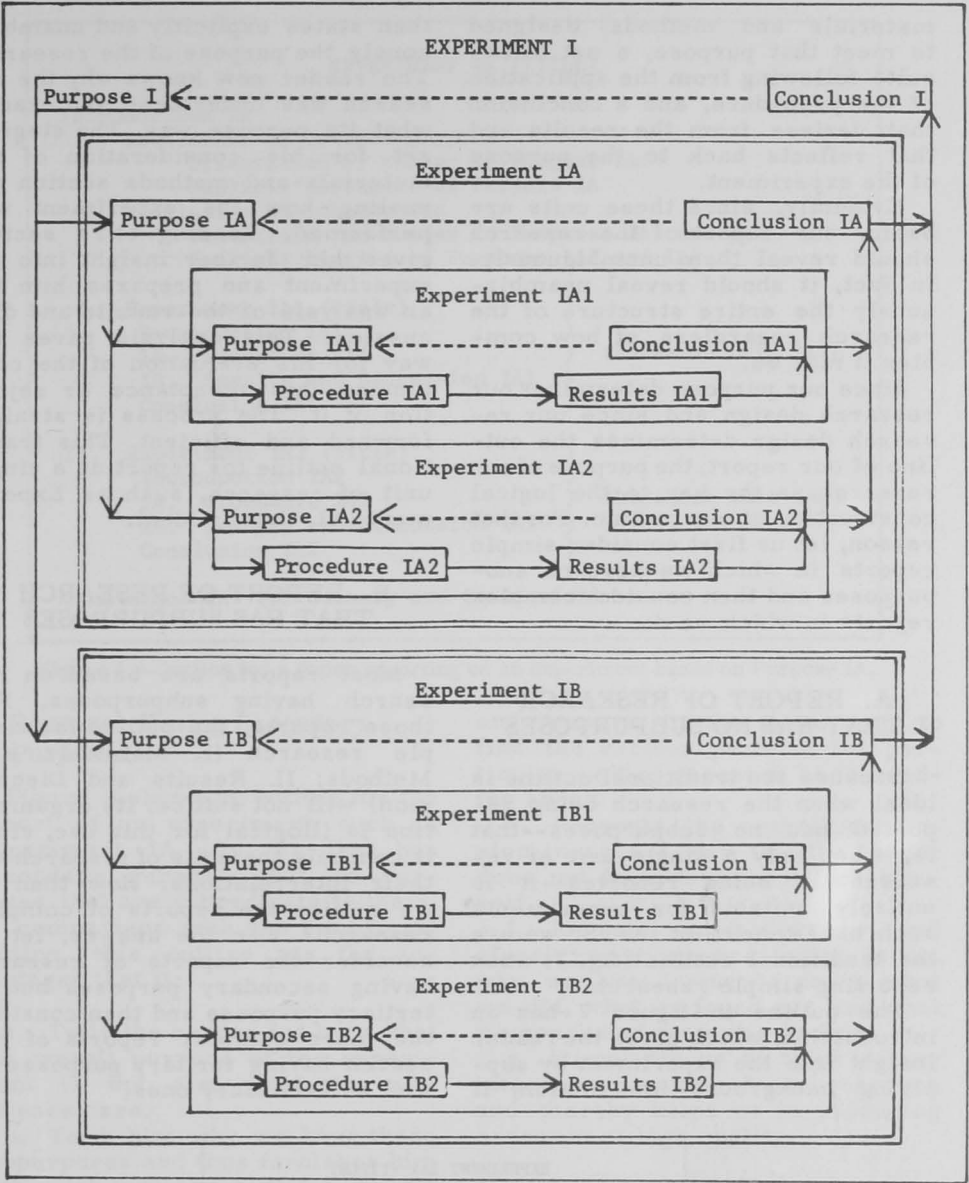 EXPERIMENT
Purpose I Conclusion I
Experiment IA
Purpose IA Conclusion IA
Experiment IA1
Purpose IA1 Conclusion IA1
Procedure IA1 Results IA1
Experiment IA2
Purpose IA2 Conclusion IA2
Procedure IA2 Results IA2
Experiment IB
Purpose IB Conclusion IB
Experiment IB1
Purpose IB1 Conclusion IB1
Procedure IB1 Results IB1
Experiment IB2
Purpose IB2 Conclusion IB2
Procedure IB2 Results IB2